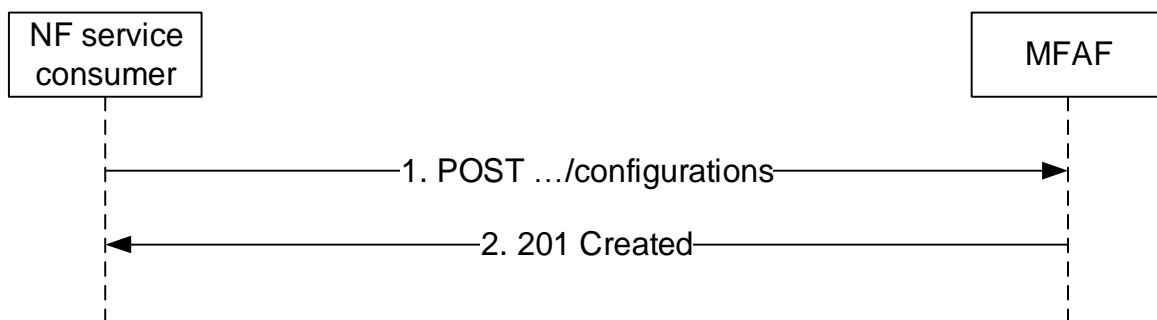 NF service
consumer
MFAF
1. POST …/configurations
2. 201 Created